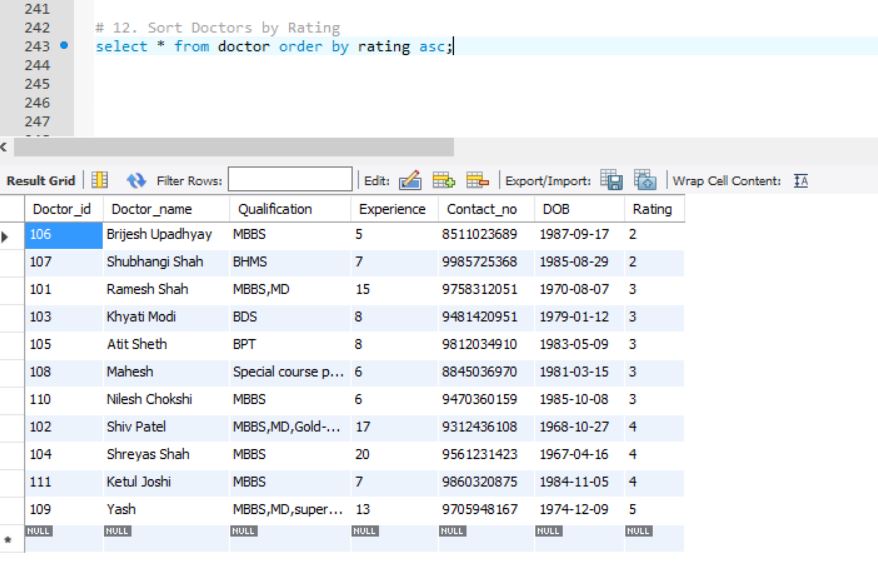 241
242 # 12. Sort Doctors by Rating
243 select * from doctor order by rating asc;
244
245
246
247
Result Grid Filter Rows: Edit: Export/Import: Wrap Cell Content:
Doctor_id Doctor_name Qualification Experience Contact_no DOB Rating
106 Brijesh Upadhyay MBBS 5 8511023689 1987-09-17 2
107 Shubhangi Shah BHMS 7 9985725368 1985-08-29 2
101 Ramesh Shah MBBS,MD 15 9758312051 1970-08-07 3
103 Khyati Modi BDS 8 9481420951 1979-01-12 3
105 Atit Sheth BPT 8 9812034910 1983-05-09 3
108 Mahesh Special course p... 6 8845036970 1981-03-15 3
110 Nilesh Chokshi MBBS 6 9470360159 1985-10-08 3
102 Shiv Patel MBBS,MD,Gold-... 17 9312436108 1968-10-27 4
104 Shreyas Shah MBBS 20 9561231423 1967-04-16 4
111 Ketul Joshi MBBS 7 9860320875 1984-11-05 4
109 Yash MBBS,MD,super... 13 9705948167 1974-12-09 5
NULL NULL NULL NULL NULL NULL NULL